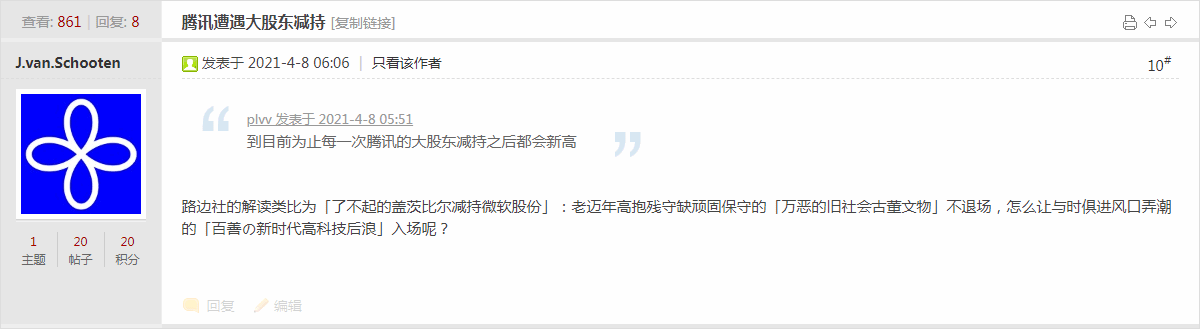 查看: 861 | 回复: 8
腾讯遭遇大股东减持 [复制链接]
J.van.Schooten
发表于 2021-4-8 06:06 | 只看该作者
10#
plvv 发表于 2021-4-8 05:51
到目前为止每一次腾讯的大股东减持之后都会新高
路边社的解读类比为「了不起的盖茨比尔减持微软股份」：老迈年高抱残守缺顽固保守的「万恶的旧社会古董文物」不退场，怎么让与时俱进风口弄潮
的「百善の新时代高科技后浪」入场呢？
1 20 20
主题 帖子 积分
回复 编辑